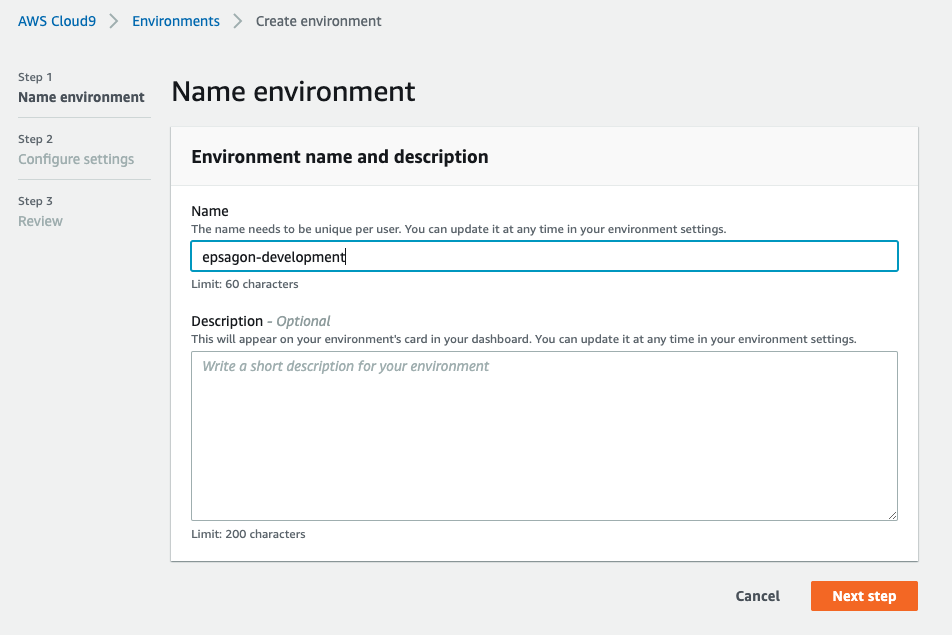 AWS Cloud9 > Environments > Create environment
Step 1
Name environment
Step 2
Configure settings
Step 3
Review
Name environment
Environment name and description
Name
The name needs to be unique per user. You can update it at any time in your environment settings.
epsagon-development
Limit: 60 characters
Description - Optional
This will appear on your environment's card in your dashboard. You can update it at any time in your environment settings.
Write a short description for your environment
Limit: 200 characters
Cancel
Next step